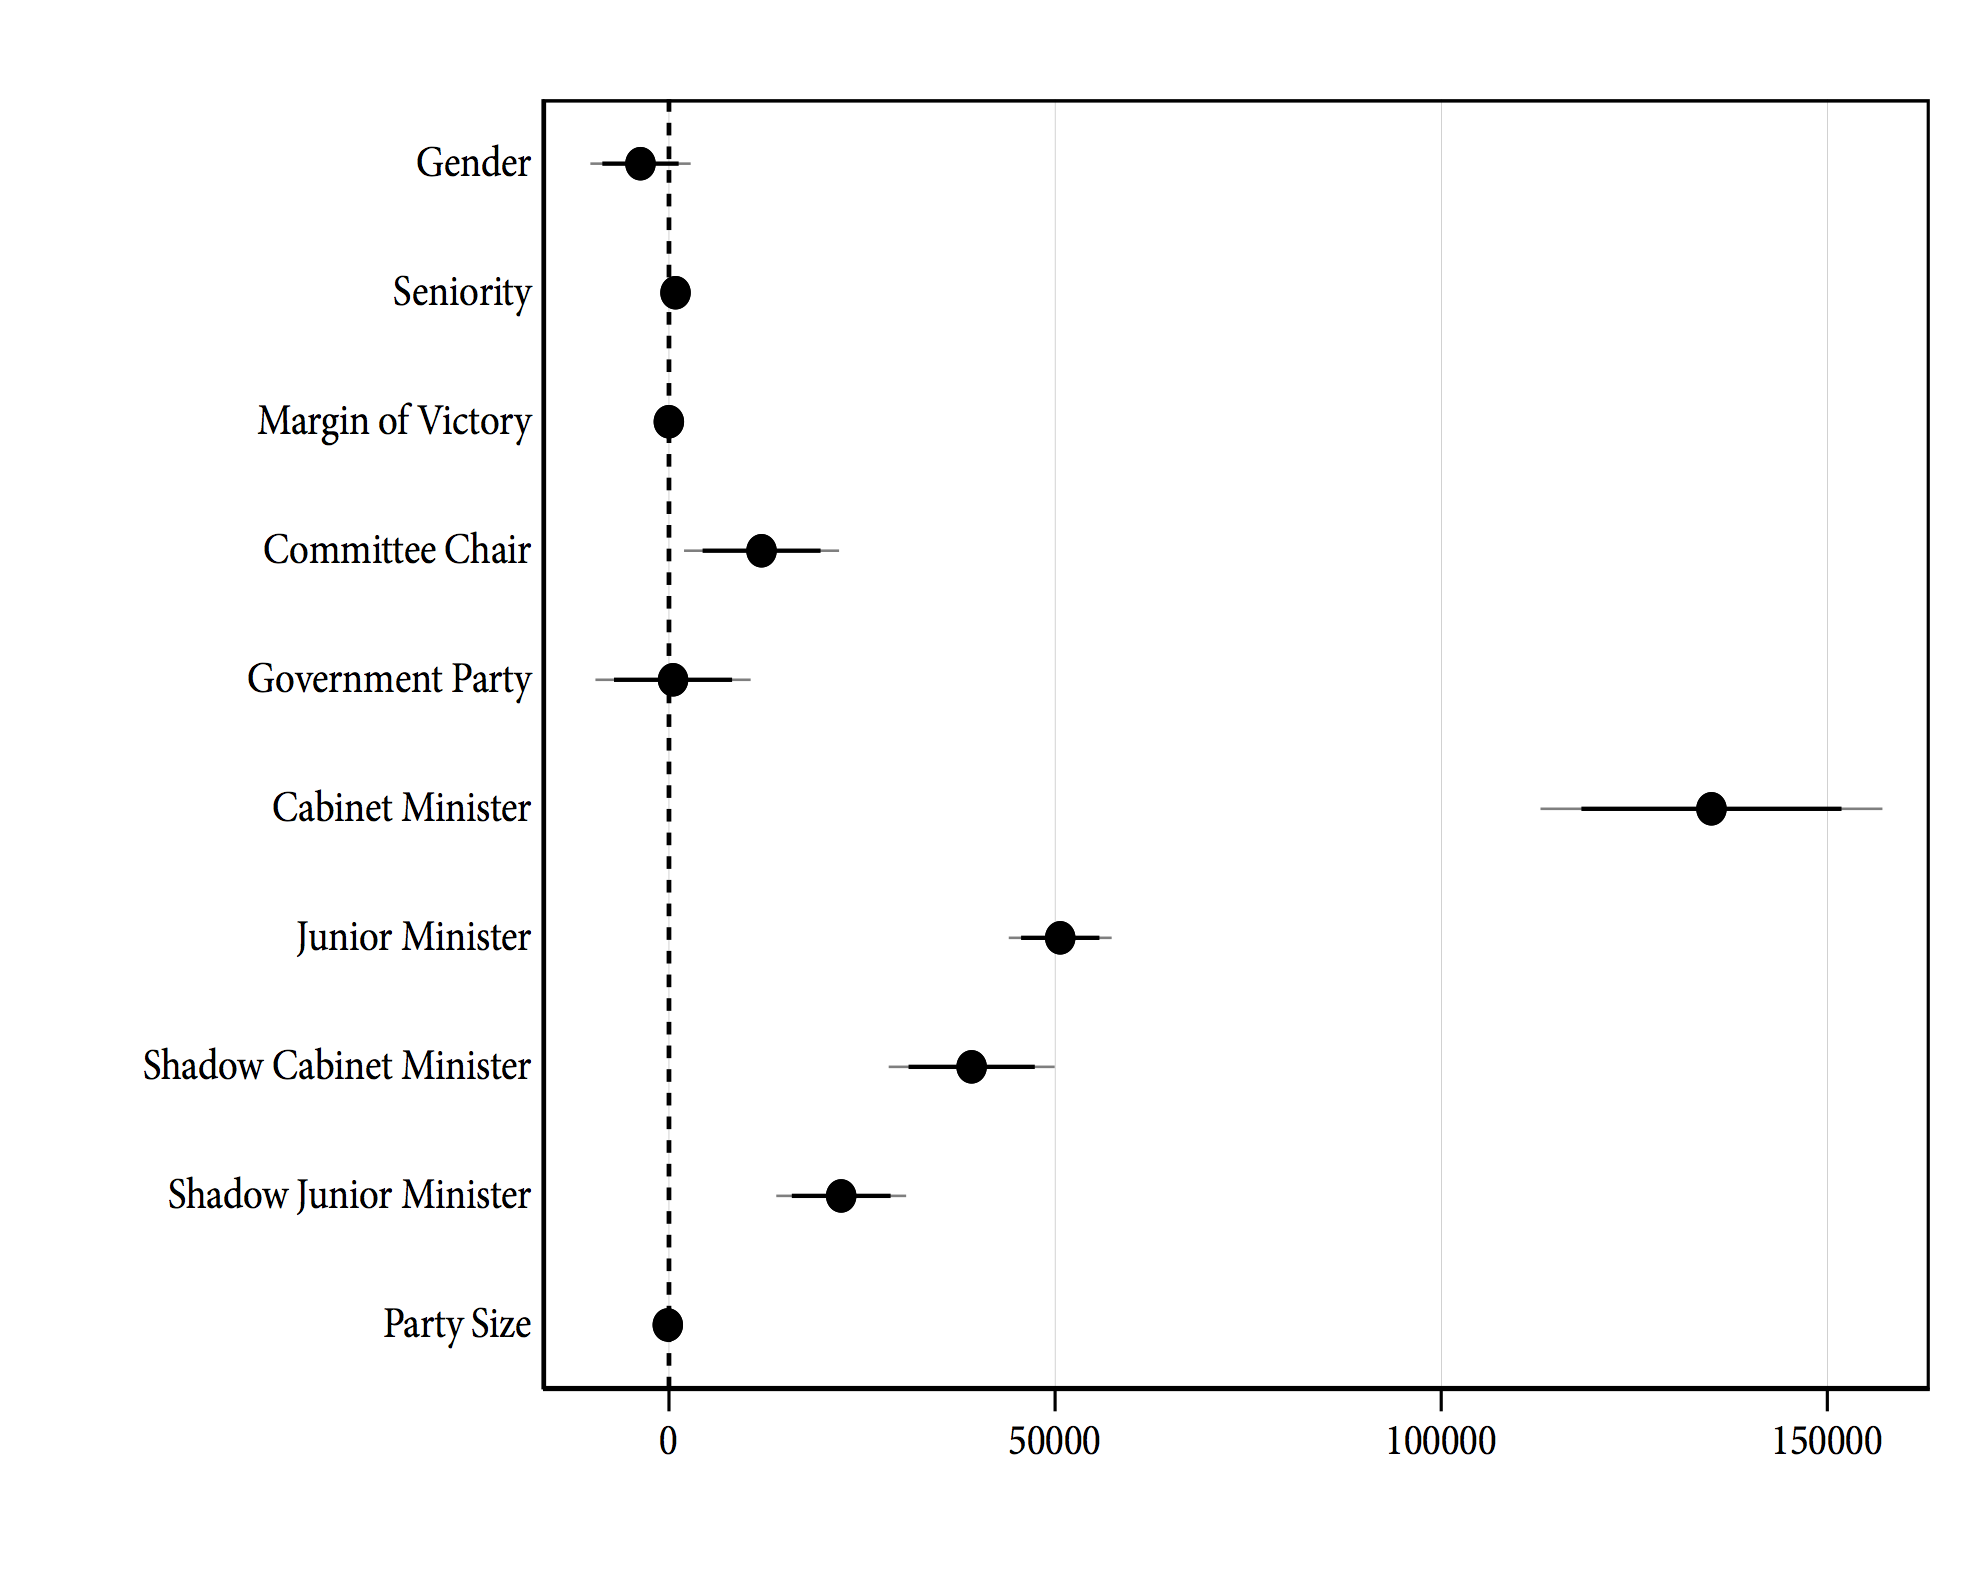 Gender
Seniority
Margin of Victory
Committee Chair
Government Party
Cabinet Minister
Junior Minister
Shadow Cabinet Minister
Shadow Junior Minister
Party Size
0 50000 100000 150000